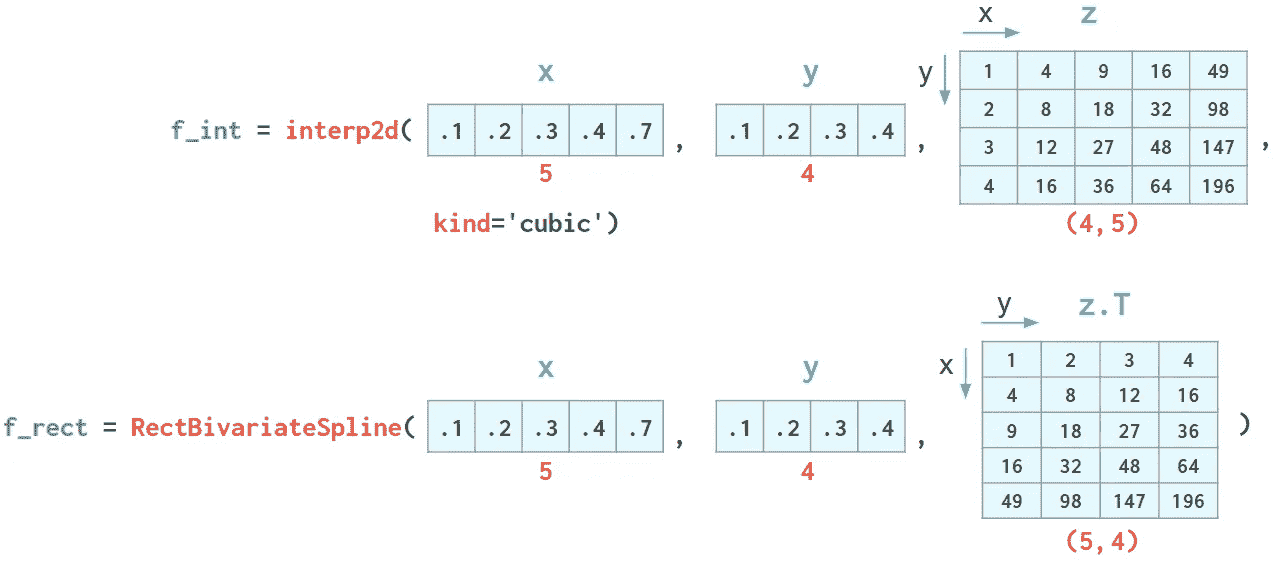 x z
x y y 1 4 9 16 49
2 8 18 32 98
f_int = interp2d( .1 .2 .3 .4 .7 , .1 .2 .3 .4 , 3 12 27 48 147 ,
5 4 4 16 36 64 196
kind='cubic') (4,5)
y z.T
x y x 1 2 3 4
4 8 12 16
f_rect = RectBivariateSpline( .1 .2 .3 .4 .7 , .1 .2 .3 .4 , 9 18 27 36 )
5 4 16 32 48 64
49 98 147 196
(5,4)